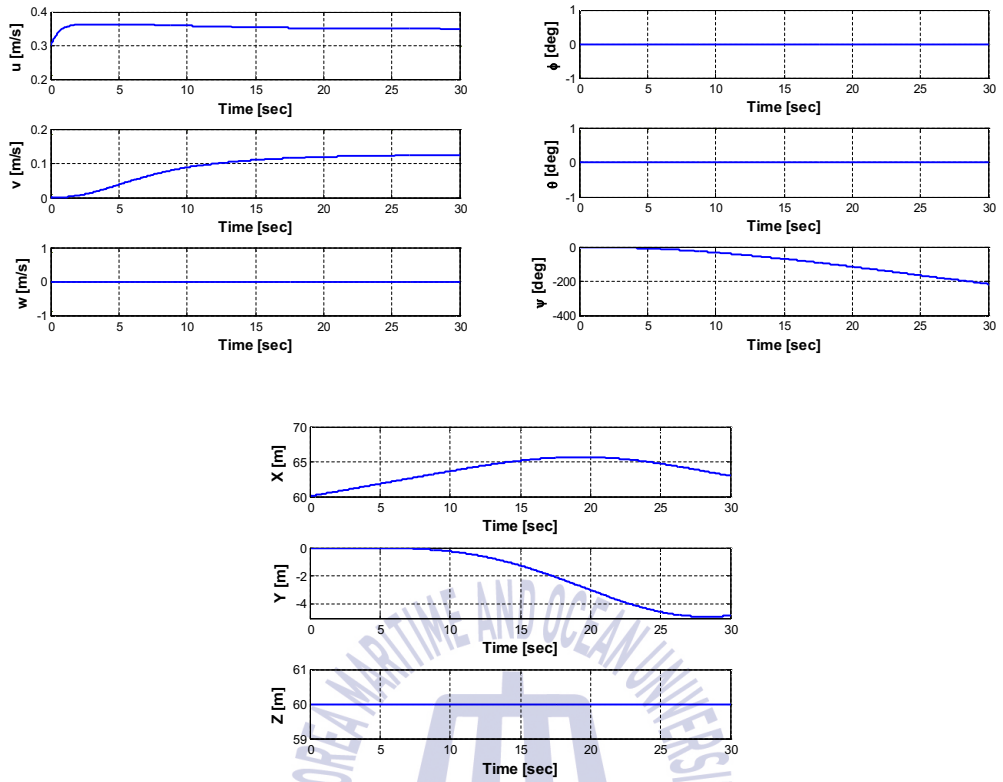 0.4
0.3
0.2
u [m/s]
0 5 10 15 20 25 30
Time [sec]
0.2
0.1
0
v [m/s]
0 5 10 15 20 25 30
Time [sec]
1
0
-1
w [m/s]
0 5 10 15 20 25 30
Time [sec]
1
0
-1
ϕ [deg]
0 5 10 15 20 25 30
Time [sec]
1
0
-1
θ [deg]
0 5 10 15 20 25 30
Time [sec]
0
-200
-400
ψ [deg]
0 5 10 15 20 25 30
Time [sec]
70
65
60
X [m]
0 5 10 15 20 25 30
Time [sec]
0
-2
-4
Y [m]
0 5 10 15 20 25 30
Time [sec]
61
60
59
Z [m]
0 5 10 15 20 25 30
Time [sec]
MARITIME AND OCEAN